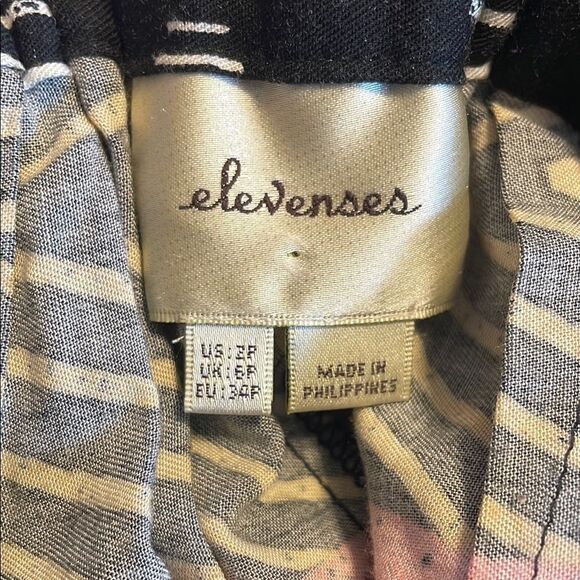 elevenses
US:2P
UK:6P
EU:34P
MADE IN
PHILIPPINES